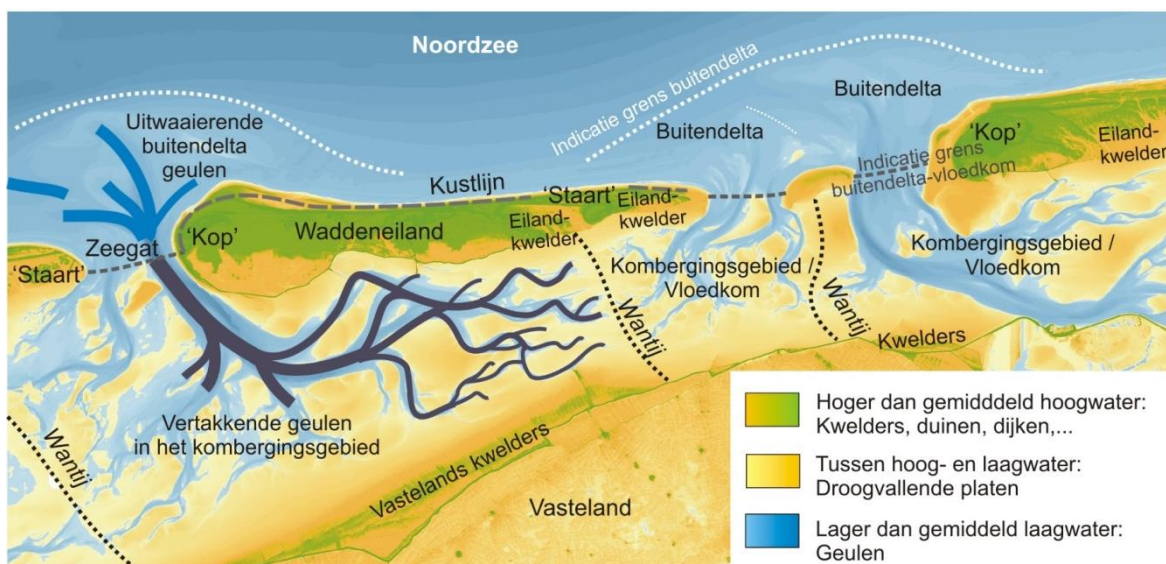 Noordzee
Uitwaaierende
buitendelta
geulen
Indicatie grens buitendelta
Buitendelta
Buitendelta
'Kop'
Eiland-
kwelder
Indicatie grens
buitendelta-vloedkom
Kustlijn
'Staart'
Eiland-
kwelder
Zeegat
'Kop'
Waddeneiland
Eiland-
kwelder
'Staart'
Kombergingsgebied /
Vloedkom
Kombergingsgebied /
Vloedkom
Wantij
Wantij
Kwelders
Vertakkende geulen
in het kombergingsgebied
Wantij
Vastelands kwelders
Vasteland
Hoger dan gemidddeld hoogwater:
Kwelders, duinen, dijken,...
Tussen hoog- en laagwater:
Droogvallende platen
Lager dan gemiddeld laagwater:
Geulen